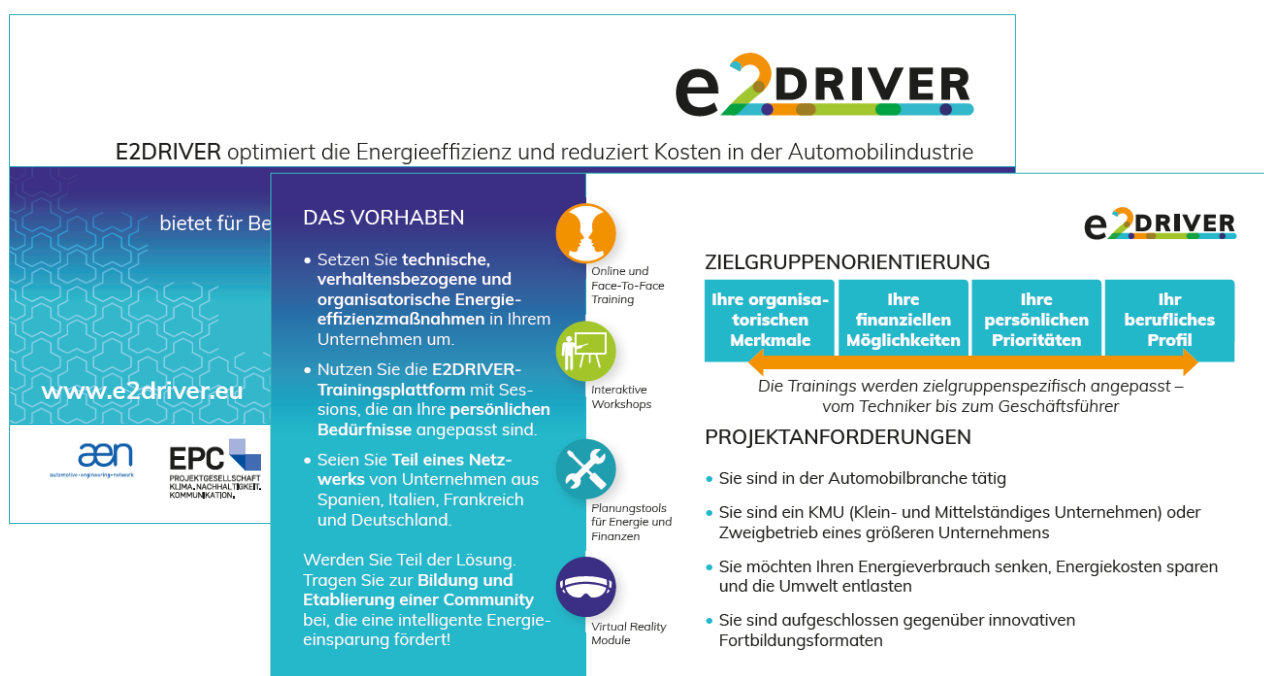 e2DRIVER
E2DRIVER optimiert die Energieeffizienz und reduziert Kosten in der Automobilindustrie
bietet für Be
www.e2driver.eu
aen
automotive-engineering-network
EPC
PROJEKTGESELLSCHAFT
KLIMA. NACHHALTIGKEIT.
KOMMUNIKATION.
DAS VORHABEN
• Setzen Sie technische,
verhaltensbezogene und
organisatorische Energie-
effizienzmaßnahmen in Ihrem
Unternehmen um.
• Nutzen Sie die E2DRIVER-
Trainingsplattform mit Ses-
sions, die an Ihre persönlichen
Bedürfnisse angepasst sind.
• Seien Sie Teil eines Netz-
werks von Unternehmen aus
Spanien, Italien, Frankreich
und Deutschland.
Werden Sie Teil der Lösung.
Tragen Sie zur Bildung und
Etablierung einer Community
bei, die eine intelligente Energie-
einsparung fördert!
Online und
Face-To-Face
Training
Interaktive
Workshops
Planungstools
für Energie und
Finanzen
Virtual Reality
Module
e2DRIVER
ZIELGRUPPENORIENTIERUNG
Ihre organisa-
torischen
Merkmale
Ihre
finanziellen
Möglichkeiten
Ihre
persönlichen
Prioritäten
Ihr
berufliches
Profil
Die Trainings werden zielgruppenspezifisch angepasst –
vom Techniker bis zum Geschäftsführer
PROJEKTANFORDERUNGEN
• Sie sind in der Automobilbranche tätig
• Sie sind ein KMU (Klein- und Mittelständiges Unternehmen) oder
Zweigbetrieb eines größeren Unternehmens
• Sie möchten Ihren Energieverbrauch senken, Energiekosten sparen
und die Umwelt entlasten
• Sie sind aufgeschlossen gegenüber innovativen
Fortbildungsformaten